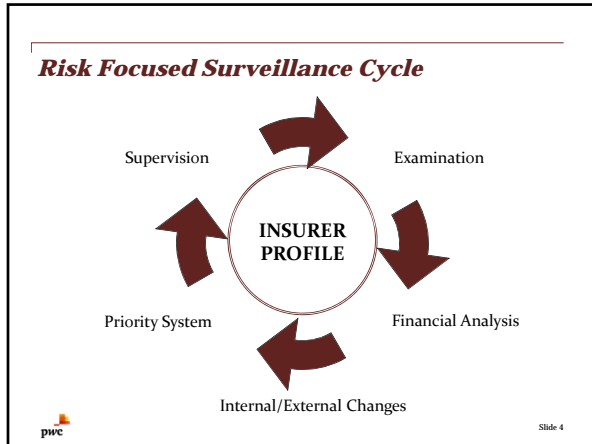 Risk Focused Surveillance Cycle
Supervision
Examination
INSURER
PROFILE
Priority System
Financial Analysis
Internal/External Changes
pwc
Slide 4